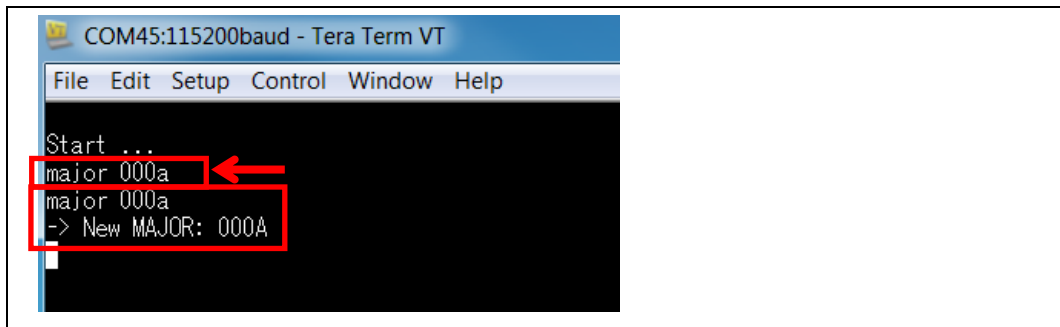 COM45:115200baud - Tera Term VT
File Edit Setup Control Window Help
Start ...
major 000a
major 000a
-> New MAJOR: 000A